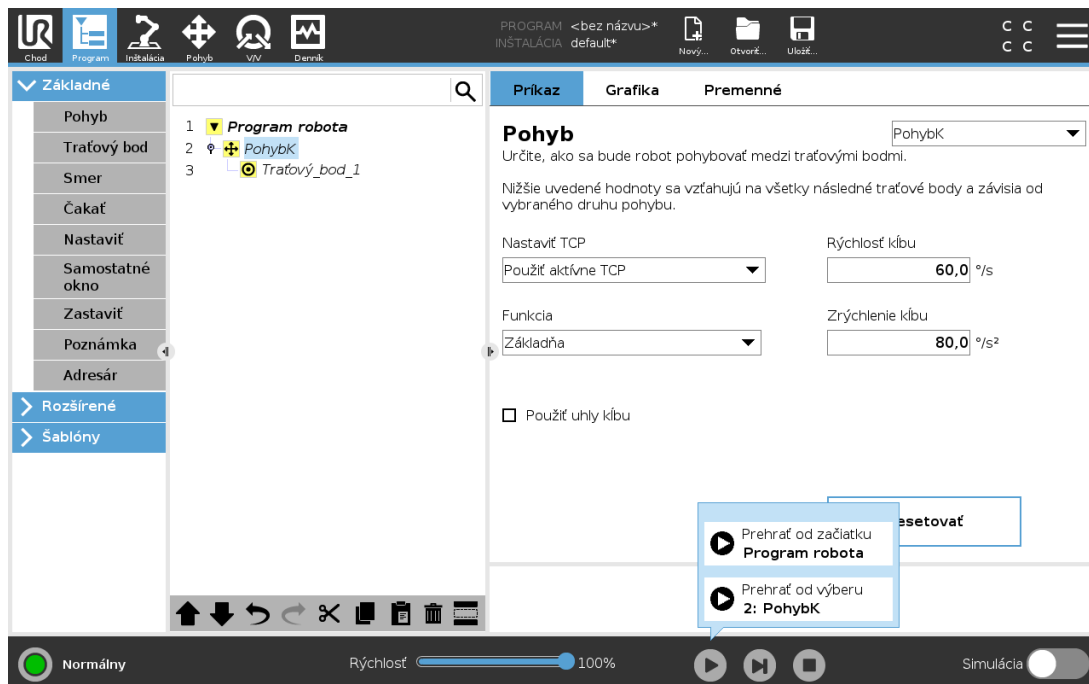 PROGRAM <bez názvu>*
INŠTALÁCIA default*
UR
Chod
Program
Inštalácia
Pohyb
V/V
Denník
Nový...
Otvoriť...
Uložiť...
C C
C C
Základné
Pohyb
Traťový bod
Smer
Čakať
Nastaviť
Samostatné
okno
Zastaviť
Poznámka
Adresár
Rozšírené
Šablóny
1 Program robota
2 PohybK
3 Traťový_bod_1
Príkaz Grafika Premenné
Pohyb
PohybK
Určite, ako sa bude robot pohybovať medzi traťovými bodmi.
Nižšie uvedené hodnoty sa vzťahujú na všetky následné traťové body a závisia od
vybraného druhu pohybu.
Nastaviť TCP
Rýchlosť kĺbu
Použiť aktívne TCP
60,0 °/s
Funkcia
Zrýchlenie kĺbu
Základňa
80,0 °/s²
Použiť uhly kĺbu
esetovať
Prehrať od začiatku
Program robota
Prehrať od výberu
2: PohybK
Normálny
Rýchlosť
100%
Simulácia